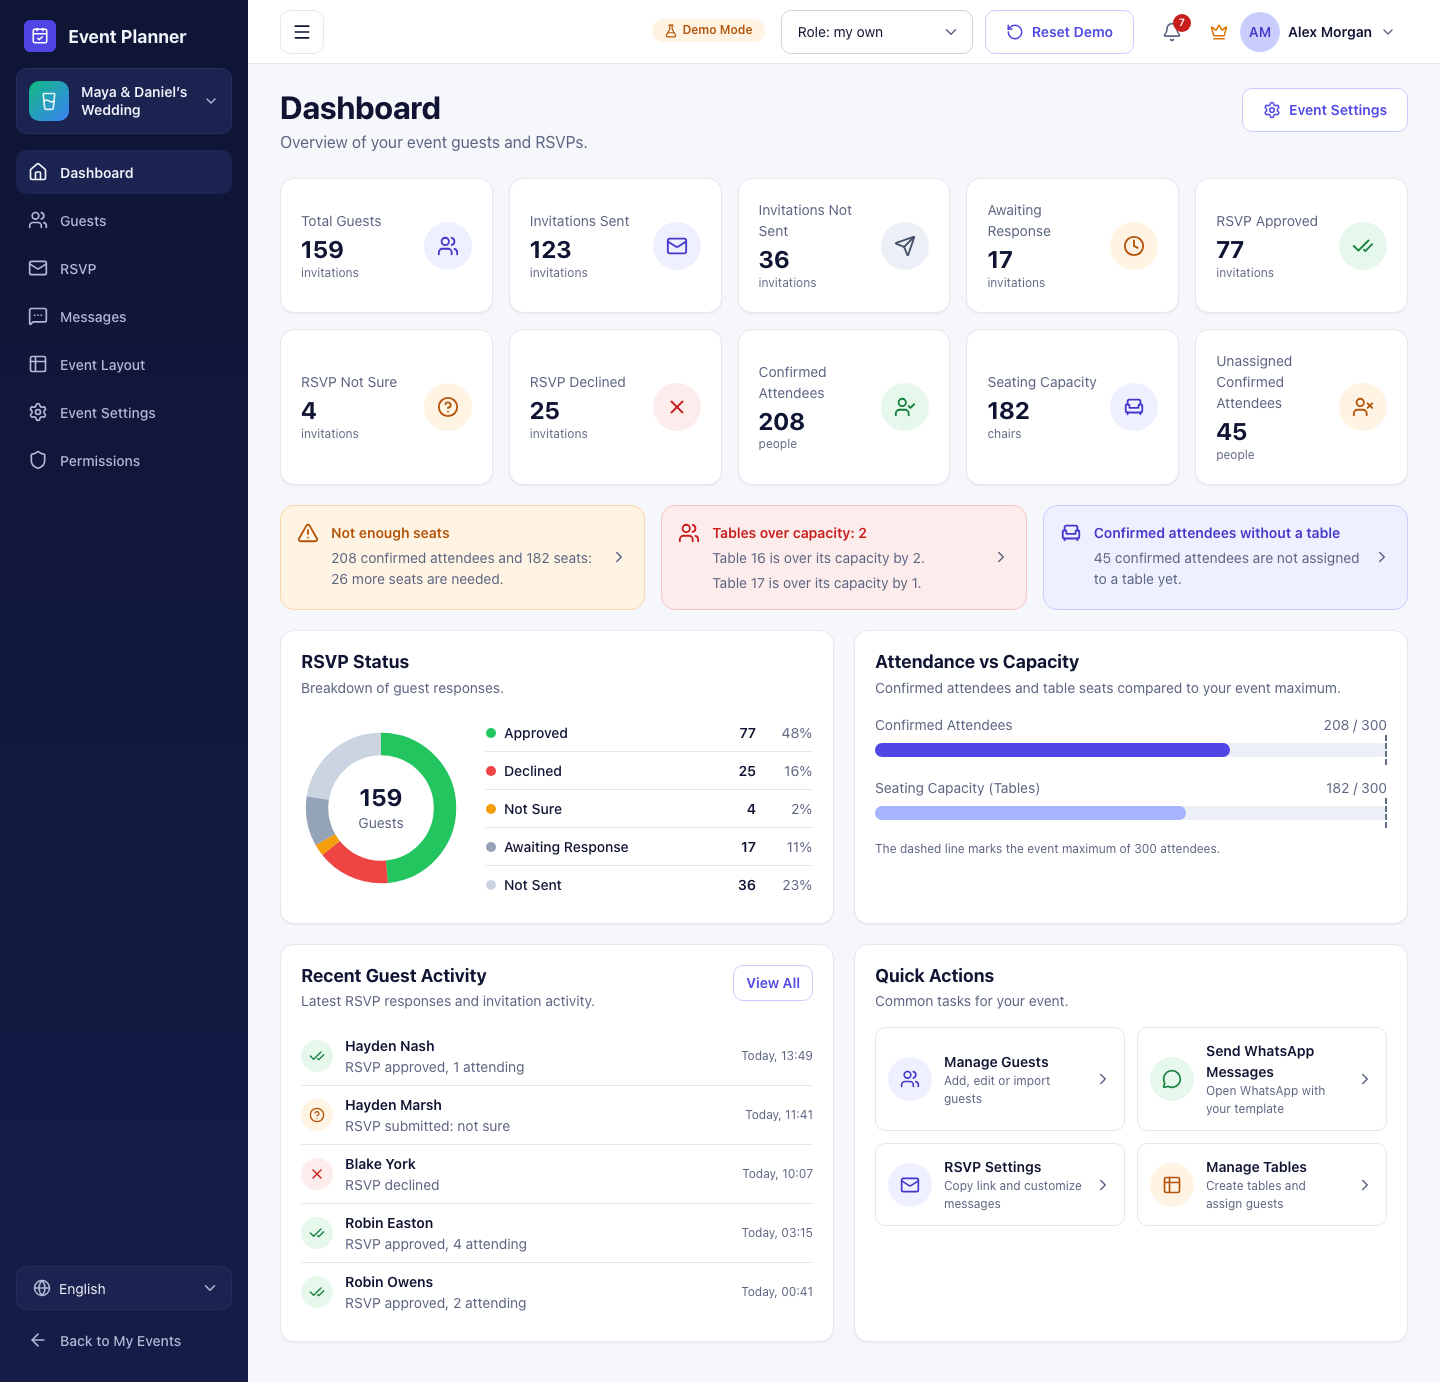 Event Planner
Maya & Daniel's
Wedding
Dashboard
Guests
RSVP
Messages
Event Layout
Event Settings
Permissions
English
Back to My Events
Demo Mode
Role: my own
Reset Demo
7
AM
Alex Morgan
Dashboard
Overview of your event guests and RSVPs.
Event Settings
Total Guests
159
invitations
Invitations Sent
123
invitations
Invitations Not
Sent
36
invitations
Awaiting
Response
17
invitations
RSVP Approved
77
invitations
RSVP Not Sure
4
invitations
RSVP Declined
25
invitations
Confirmed
Attendees
208
people
Seating Capacity
182
chairs
Unassigned
Confirmed
Attendees
45
people
Not enough seats
208 confirmed attendees and 182 seats:
26 more seats are needed.
Tables over capacity: 2
Table 16 is over its capacity by 2.
Table 17 is over its capacity by 1.
Confirmed attendees without a table
45 confirmed attendees are not assigned
to a table yet.
RSVP Status
Breakdown of guest responses.
159
Guests
Approved 77 48%
Declined 25 16%
Not Sure 4 2%
Awaiting Response 17 11%
Not Sent 36 23%
Attendance vs Capacity
Confirmed attendees and table seats compared to your event maximum.
Confirmed Attendees 208 / 300
Seating Capacity (Tables) 182 / 300
The dashed line marks the event maximum of 300 attendees.
Recent Guest Activity
Latest RSVP responses and invitation activity.
View All
Hayden Nash
RSVP approved, 1 attending
Today, 13:49
Hayden Marsh
RSVP submitted: not sure
Today, 11:41
Blake York
RSVP declined
Today, 10:07
Robin Easton
RSVP approved, 4 attending
Today, 03:15
Robin Owens
RSVP approved, 2 attending
Today, 00:41
Quick Actions
Common tasks for your event.
Manage Guests
Add, edit or import
guests
Send WhatsApp
Messages
Open WhatsApp with
your template
RSVP Settings
Copy link and customize
messages
Manage Tables
Create tables and
assign guests